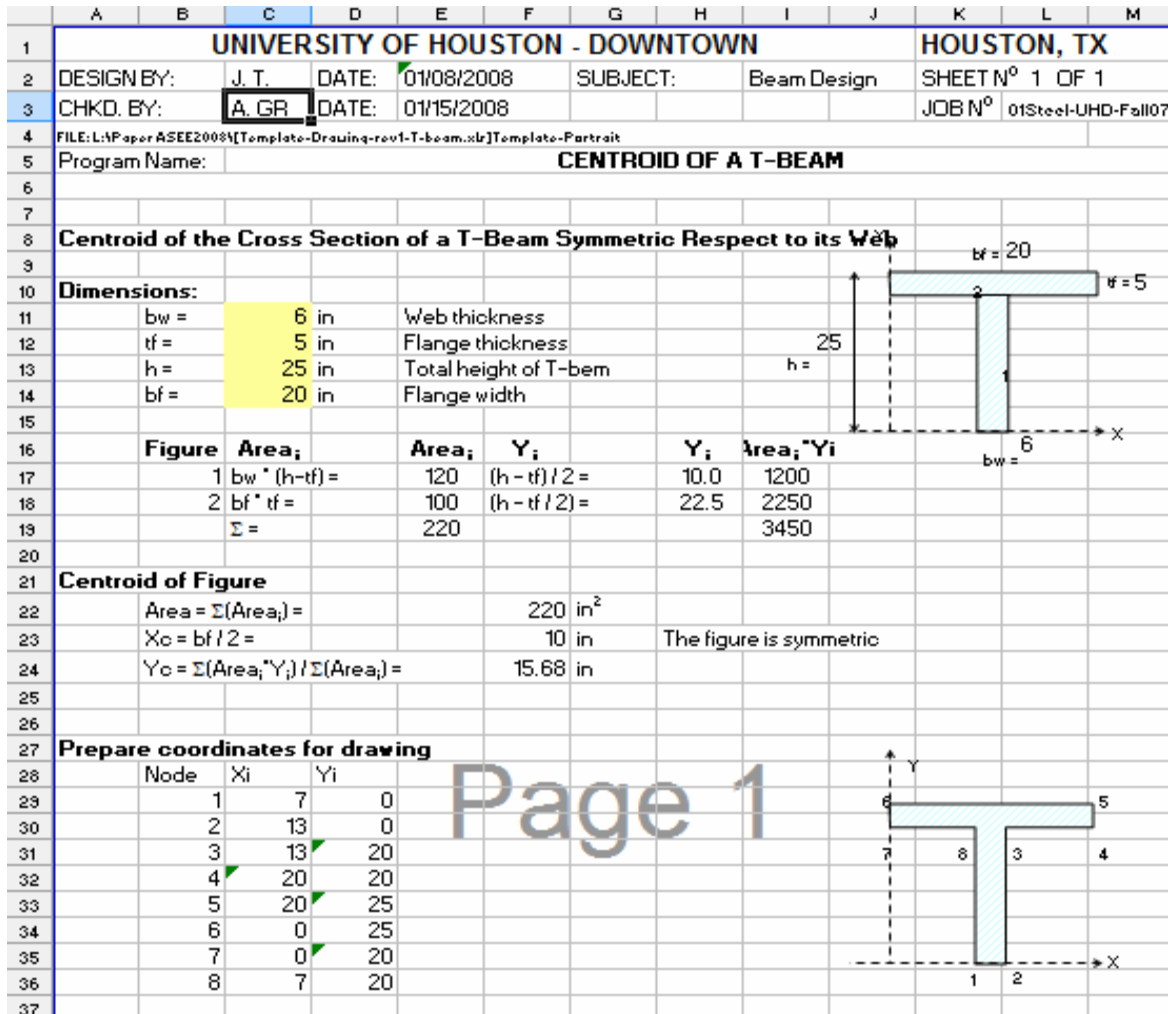 A B C D E F G H I J K L M
1 UNIVERSITY OF HOUSTON - DOWNTOWN HOUSTON, TX
2 DESIGN BY: J. T. DATE: 01/08/2008 SUBJECT: Beam Design SHEET Nº 1 OF 1
3 CHKD. BY: A. GR DATE: 01/15/2008 JOB Nº 01Steel-UHD-Fall07
4 FILE: L:\Paper ASEE2008\[Template-Drawing-rev1-T-beam.xls]Template-Portrait
5 Program Name: CENTROID OF A T-BEAM
6
7
8 Centroid of the Cross Section of a T-Beam Symmetric Respect to its Web
bf = 20
9
10 Dimensions: 2 tf = 5
11 bw = 6 in Web thickness
12 tf = 5 in Flange thickness 25
13 h = 25 in Total height of T-bem h =
14 bf = 20 in Flange width 1
15
X
16 Figure Areaᵢ Areaᵢ Yᵢ Yᵢ Areaᵢ*Yi 6
bw =
17 1 bw * (h-tf) = 120 (h - tf) / 2 = 10.0 1200
18 2 bf * tf = 100 (h - tf / 2) = 22.5 2250
19 Σ = 220 3450
20
21 Centroid of Figure
22 Area = Σ(Areaᵢ) = 220 in²
23 Xc = bf / 2 = 10 in The figure is symmetric
24 Yc = Σ(Areaᵢ*Yᵢ) / Σ(Areaᵢ) = 15.68 in
25
26
27 Prepare coordinates for drawing
28 Node Xi Yi Y
29 1 7 0 6 5
Page 1
30 2 13 0
31 3 13 20 7 8 3 4
32 4 20 20
33 5 20 25
34 6 0 25
35 7 0 20 X
36 8 7 20 1 2
37